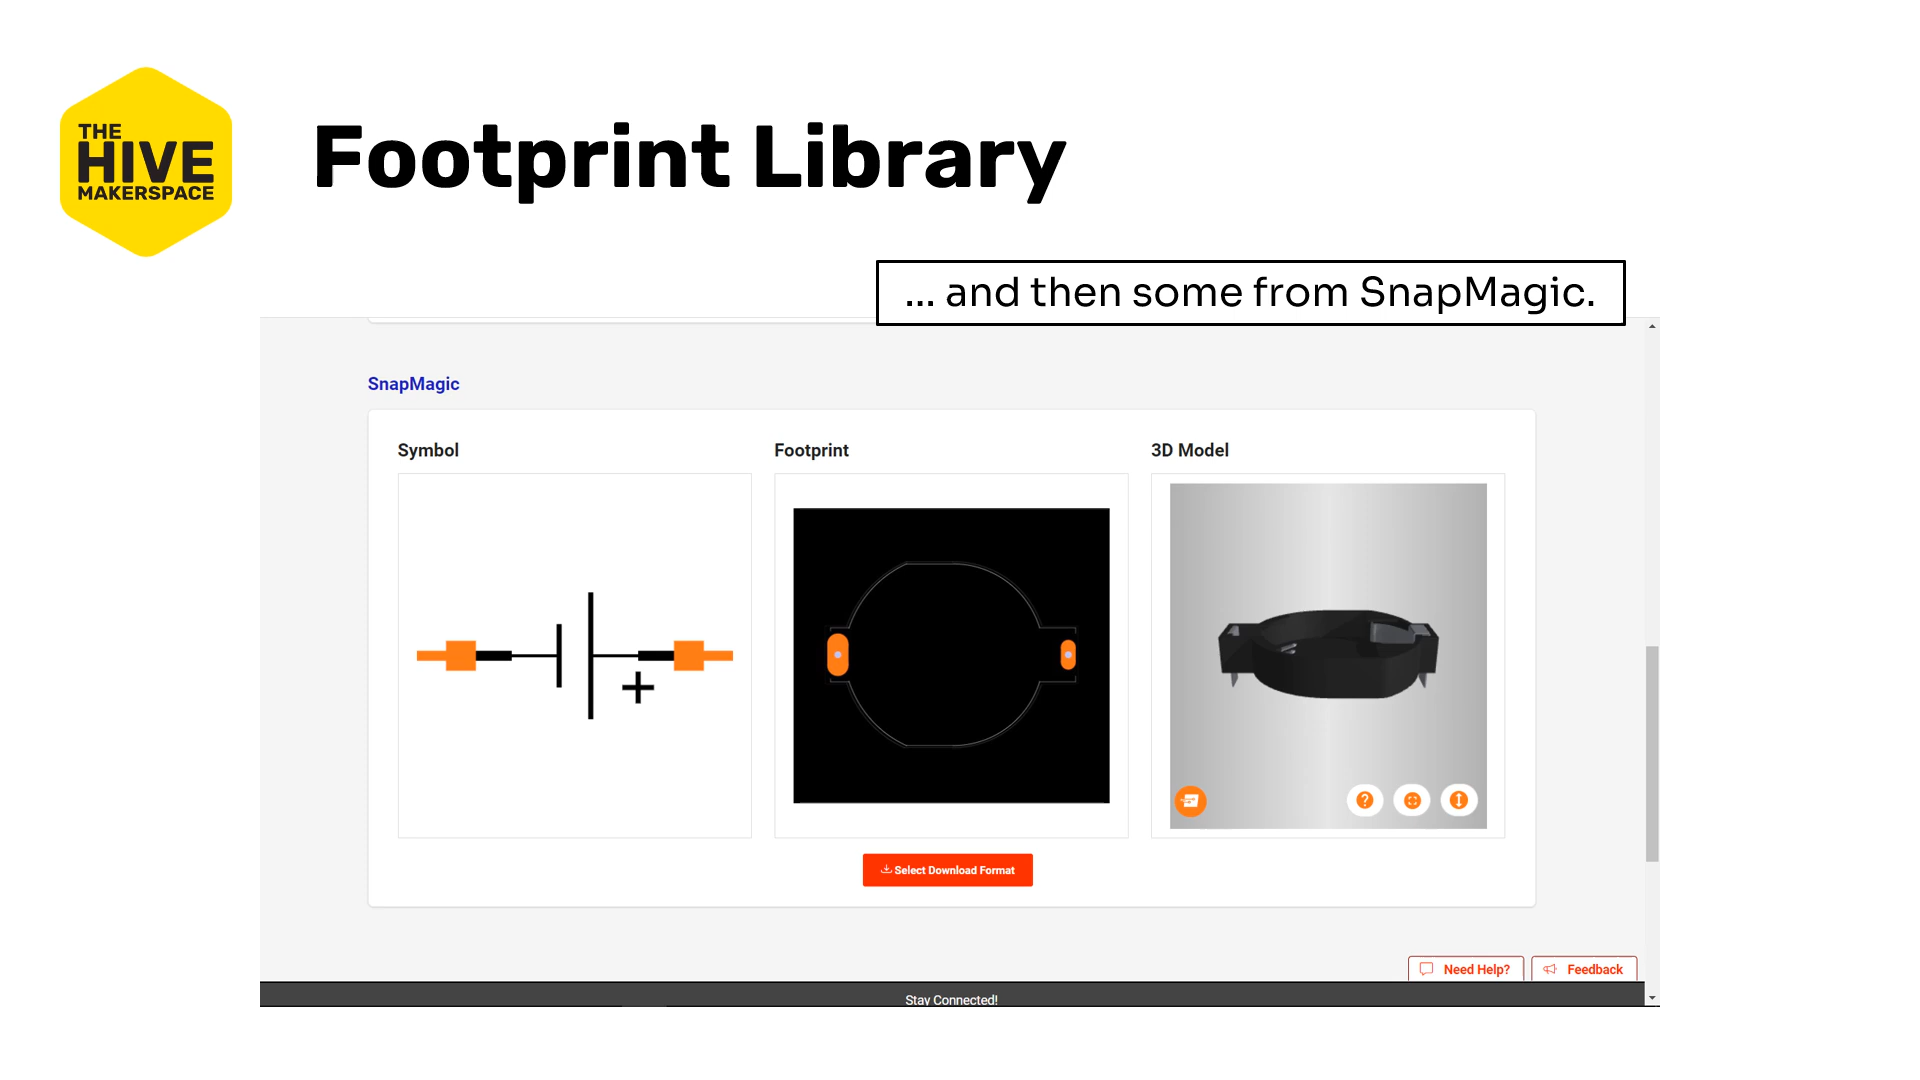 THE
HIVE
MAKERSPACE
Footprint Library
... and then some from SnapMagic.
SnapMagic
Symbol
Footprint
3D Model
+
?
Select Download Format
Need Help?
Feedback
Stay Connected!